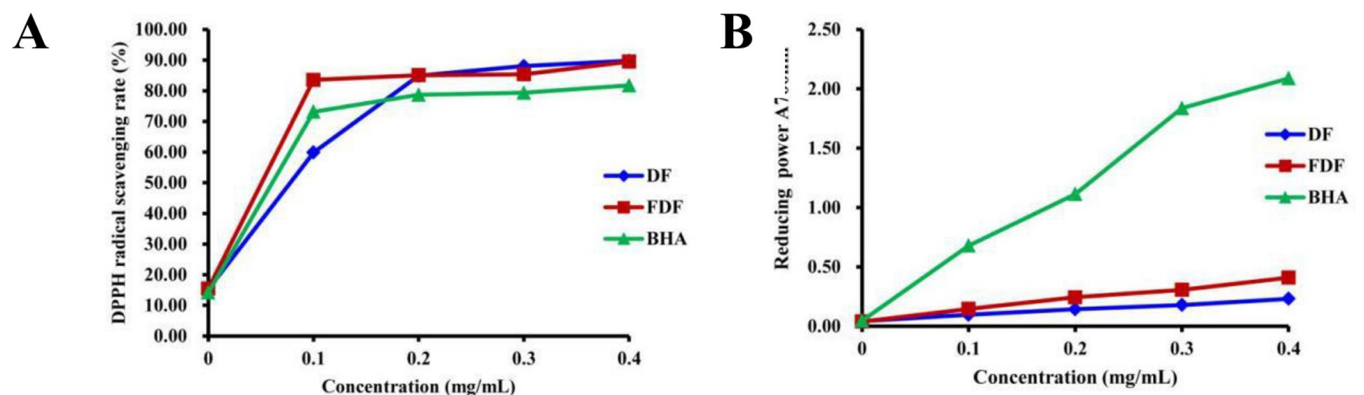 A
DPPH radical scavenging rate (%)
100.00
90.00
80.00
70.00
60.00
50.00
40.00
30.00
20.00
10.00
0.00
0
0.1
0.2
0.3
0.4
Concentration (mg/mL)
DF
FDF
BHA
B
Reducing power
2.50
2.00
1.50
1.00
0.50
0.00
0
0.1
0.2
0.3
0.4
Concentration (mg/mL)
DF
FDF
BHA